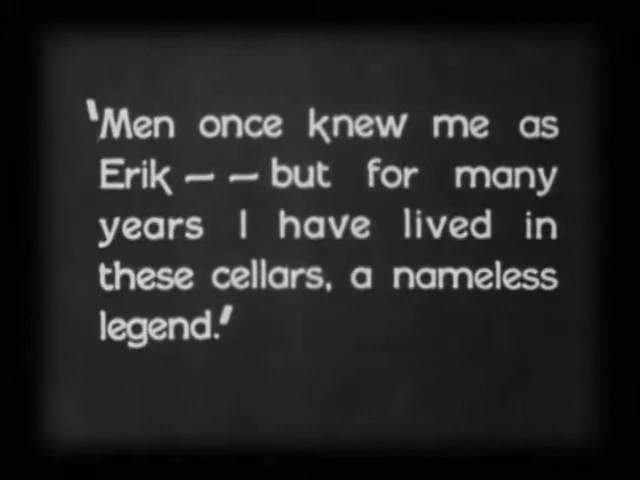 'Men once knew me as
Erik — — but for many
years I have lived in
these cellars, a nameless
legend.'